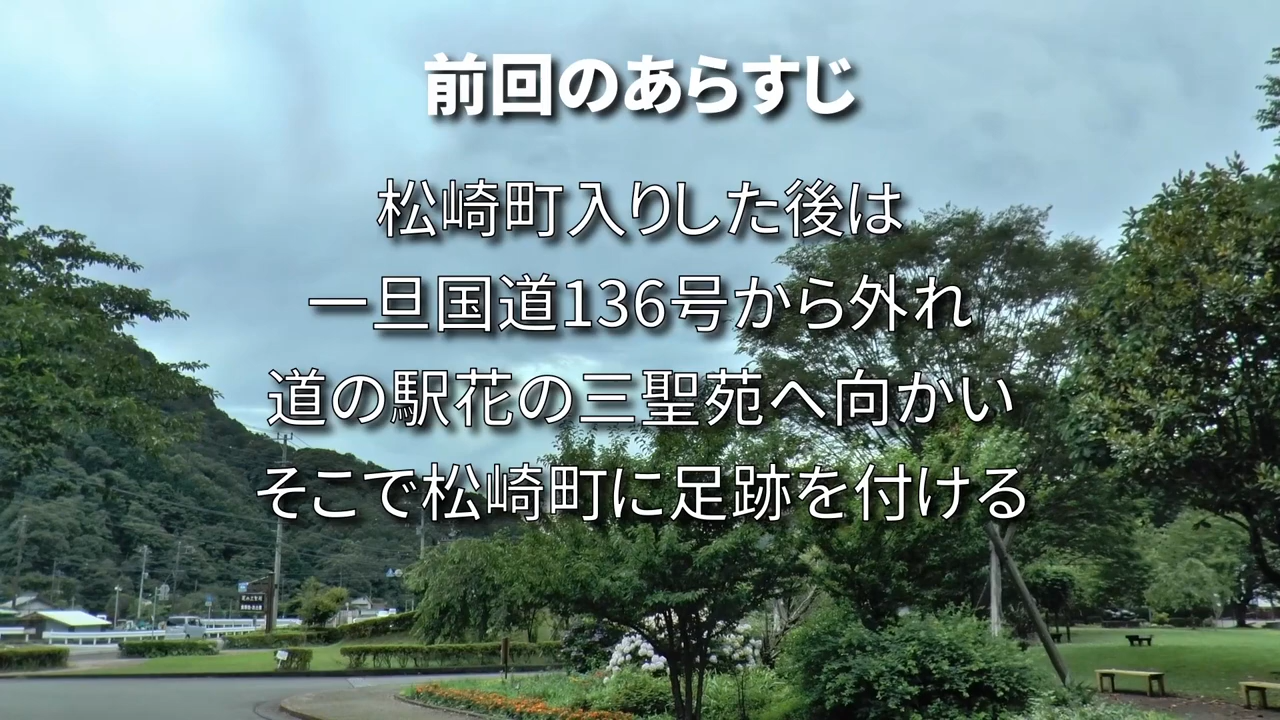 前回のあらすじ
松崎町入りした後は
一旦国道136号から外れ
道の駅花の三聖苑へ向かい
そこで松崎町に足跡を付ける